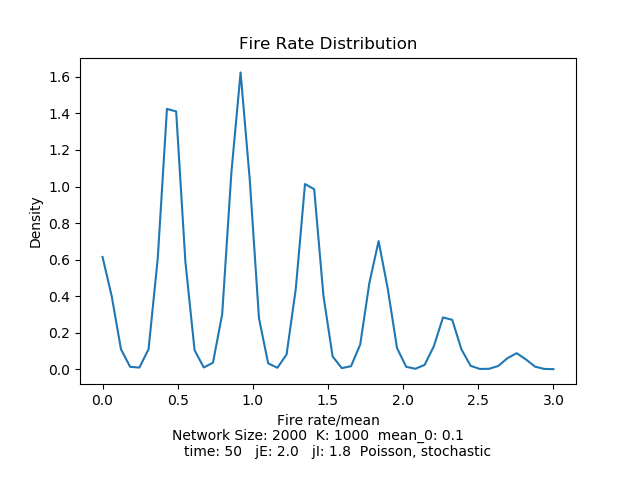 Fire Rate Distribution
1.6
1.4
1.2
1.0
0.8
0.6
0.4
0.2
0.0
Density
0.0 0.5 1.0 1.5 2.0 2.5 3.0
Fire rate/mean
Network Size: 2000 K: 1000 mean_0: 0.1
time: 50 jE: 2.0 jI: 1.8 Poisson, stochastic